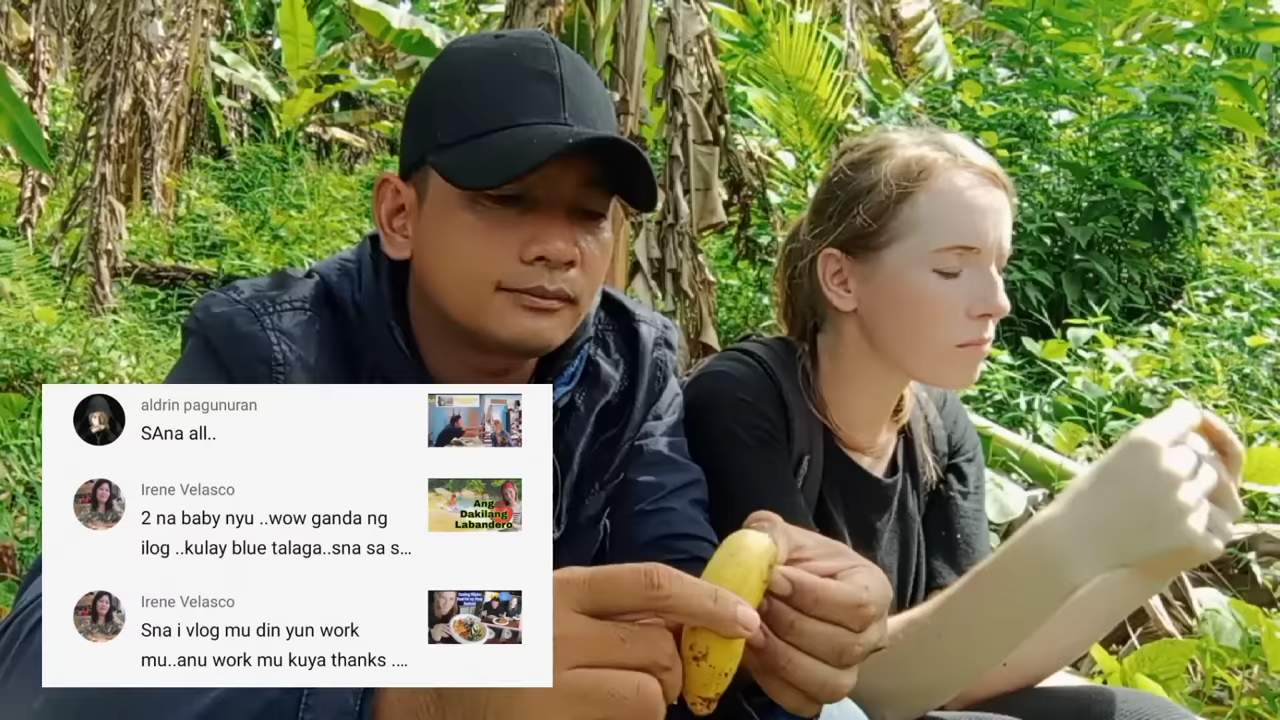 aldrin pagunuran
SAna all..
Irene Velasco
2 na baby nyu ..wow ganda ng
ilog ..kulay blue talaga..sna sa s...
Ang
Dakilang
Labandero
Irene Velasco
Sna i vlog mu din yun work
mu..anu work mu kuya thanks ....